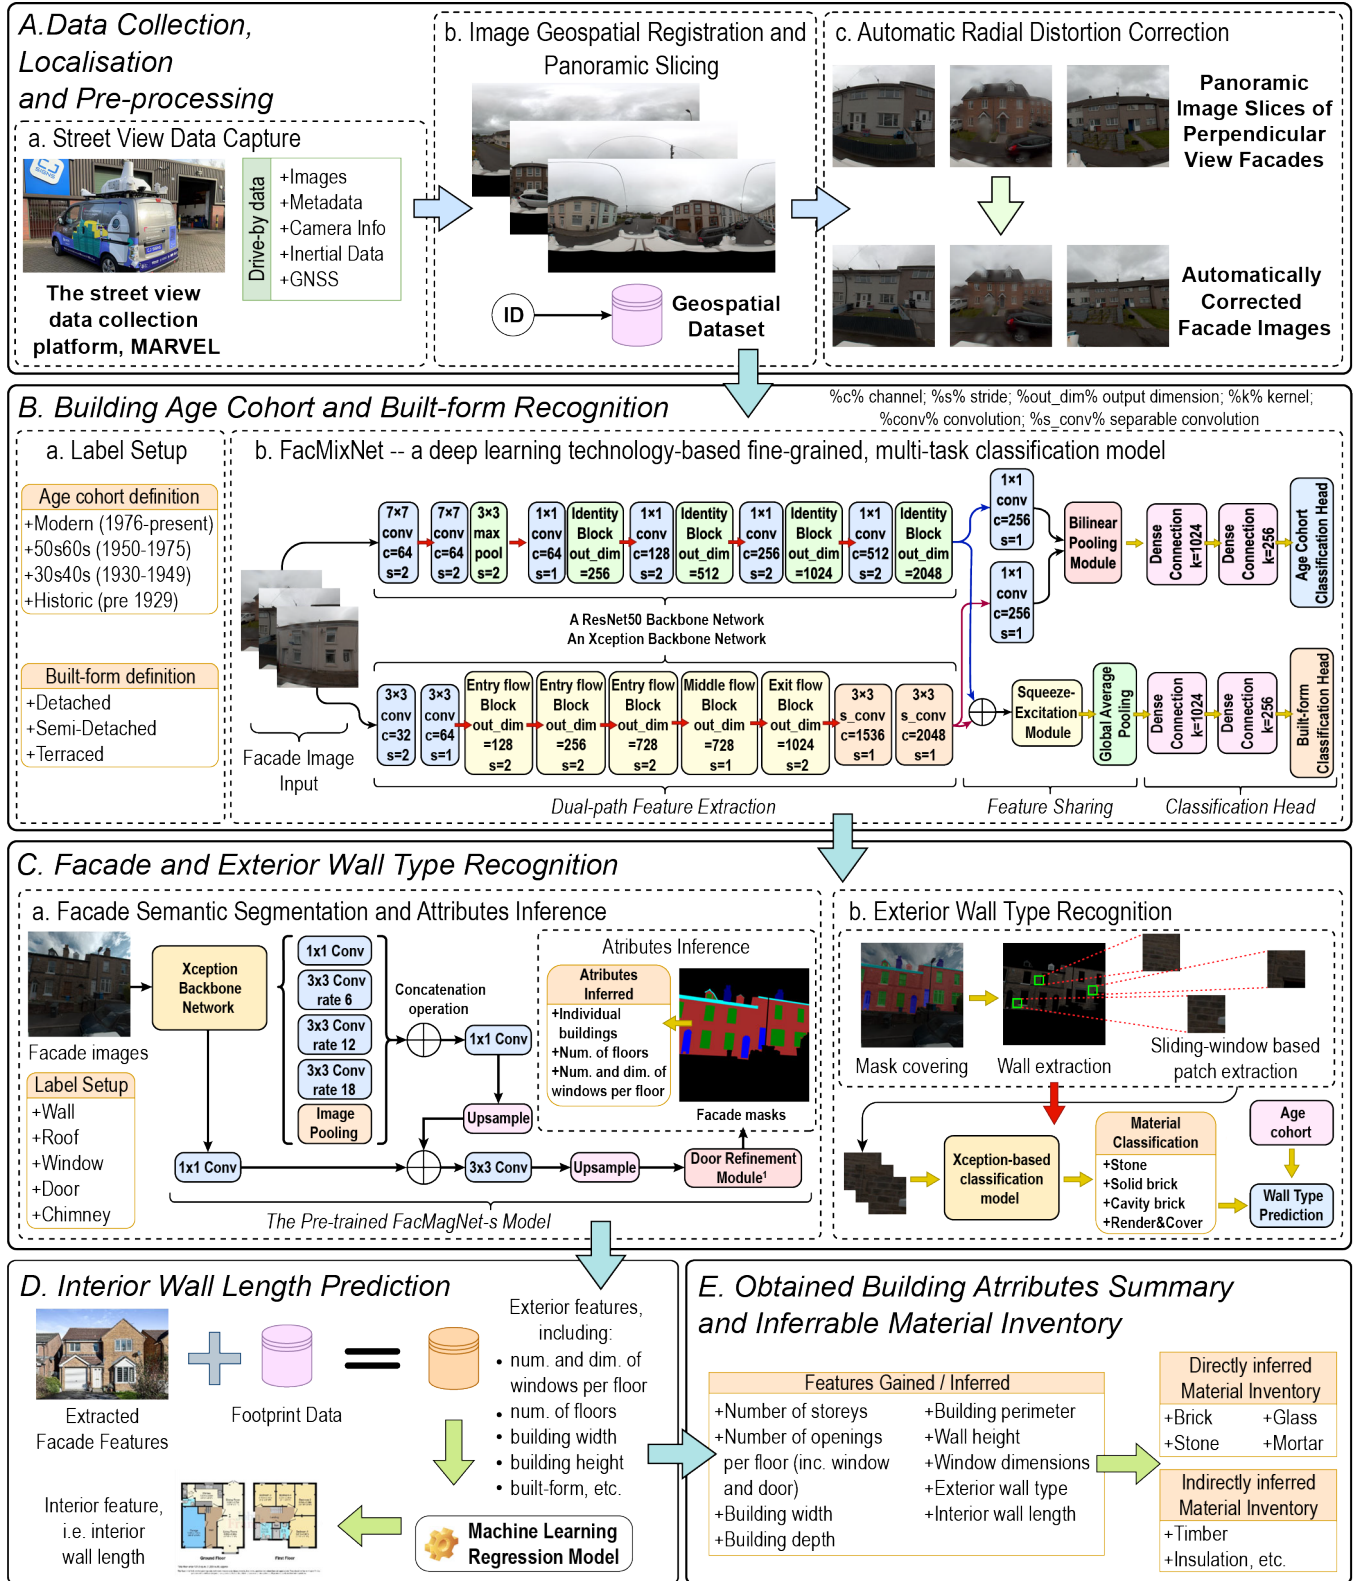 A.Data Collection,
Localisation
and Pre-processing
a. Street View Data Capture
SIGNS
The street view
data collection
platform, MARVEL
Drive-by data
+Images
+Metadata
+Camera Info
+Inertial Data
+GNSS
b. Image Geospatial Registration and
Panoramic Slicing
ID
Geospatial
Dataset
c. Automatic Radial Distortion Correction
Panoramic
Image Slices of
Perpendicular
View Facades
Automatically
Corrected
Facade Images
B. Building Age Cohort and Built-form Recognition
%c% channel; %s% stride; %out_dim% output dimension; %k% kernel;
%conv% convolution; %s_conv% separable convolution
a. Label Setup
Age cohort definition
+Modern (1976-present)
+50s60s (1950-1975)
+30s40s (1930-1949)
+Historic (pre 1929)
Built-form definition
+Detached
+Semi-Detached
+Terraced
b. FacMixNet -- a deep learning technology-based fine-grained, multi-task classification model
Facade Image
Input
7×7
conv
c=64
s=2
7×7
conv
c=64
s=2
3×3
max
pool
s=2
1×1
conv
c=64
s=1
Identity
Block
out_dim
=256
1×1
conv
c=128
s=2
Identity
Block
out_dim
=512
1×1
conv
c=256
s=2
Identity
Block
out_dim
=1024
1×1
conv
c=512
s=2
Identity
Block
out_dim
=2048
A ResNet50 Backbone Network
An Xception Backbone Network
3×3
conv
c=32
s=2
3×3
conv
c=64
s=1
Entry flow
Block
out_dim
=128
s=2
Entry flow
Block
out_dim
=256
s=2
Entry flow
Block
out_dim
=728
s=2
Middle flow
Block
out_dim
=728
s=1
Exit flow
Block
out_dim
=1024
s=2
3×3
s_conv
c=1536
s=1
3×3
s_conv
c=2048
s=1
Dual-path Feature Extraction
1×1
conv
c=256
s=1
1×1
conv
c=256
s=1
Bilinear
Pooling
Module
Squeeze-
Excitation
Module
Global Average
Pooling
Feature Sharing
Dense
Connection
k=1024
Dense
Connection
k=256
Age Cohort
Classification Head
Dense
Connection
k=1024
Dense
Connection
k=256
Built-form
Classification Head
Classification Head
C. Facade and Exterior Wall Type Recognition
a. Facade Semantic Segmentation and Attributes Inference
Facade images
Label Setup
+Wall
+Roof
+Window
+Door
+Chimney
Xception
Backbone
Network
1x1 Conv
3x3 Conv
rate 6
3x3 Conv
rate 12
3x3 Conv
rate 18
Image
Pooling
Concatenation
operation
1x1 Conv
Upsample
1x1 Conv
3x3 Conv
Upsample
Door Refinement
Module1
The Pre-trained FacMagNet-s Model
Atributes Inference
Atributes
Inferred
+Individual
buildings
+Num. of floors
+Num. and dim. of
windows per floor
Facade masks
b. Exterior Wall Type Recognition
Mask covering
Wall extraction
Sliding-window based
patch extraction
Xception-based
classification
model
Material
Classification
+Stone
+Solid brick
+Cavity brick
+Render&Cover
Age
cohort
Wall Type
Prediction
D. Interior Wall Length Prediction
Extracted
Facade Features
Footprint Data
Exterior features,
including:
• num. and dim. of
windows per floor
• num. of floors
• building width
• building height
• built-form, etc.
Machine Learning
Regression Model
Interior feature,
i.e. interior
wall length
Ground Floor
First Floor
E. Obtained Building Atrributes Summary
and Inferrable Material Inventory
Features Gained / Inferred
+Number of storeys
+Number of openings
per floor (inc. window
and door)
+Building width
+Building depth
+Building perimeter
+Wall height
+Window dimensions
+Exterior wall type
+Interior wall length
Directly inferred
Material Inventory
+Brick
+Glass
+Stone
+Mortar
Indirectly inferred
Material Inventory
+Timber
+Insulation, etc.